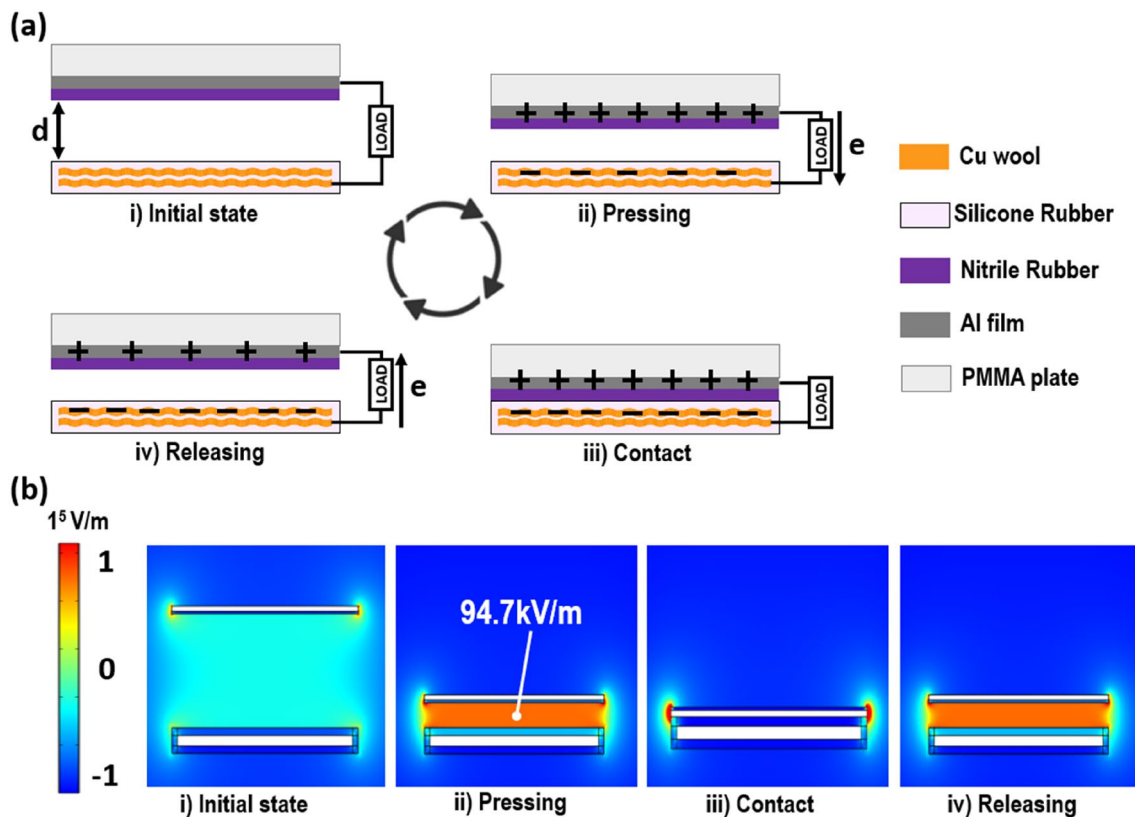 (a)
d
LOAD
i) Initial state
LOAD
e
ii) Pressing
Cu wool
Silicone Rubber
Nitrile Rubber
Al film
PMMA plate
LOAD
e
iv) Releasing
LOAD
iii) Contact
(b)
1⁵ V/m
1
0
-1
94.7kV/m
i) Initial state
ii) Pressing
iii) Contact
iv) Releasing